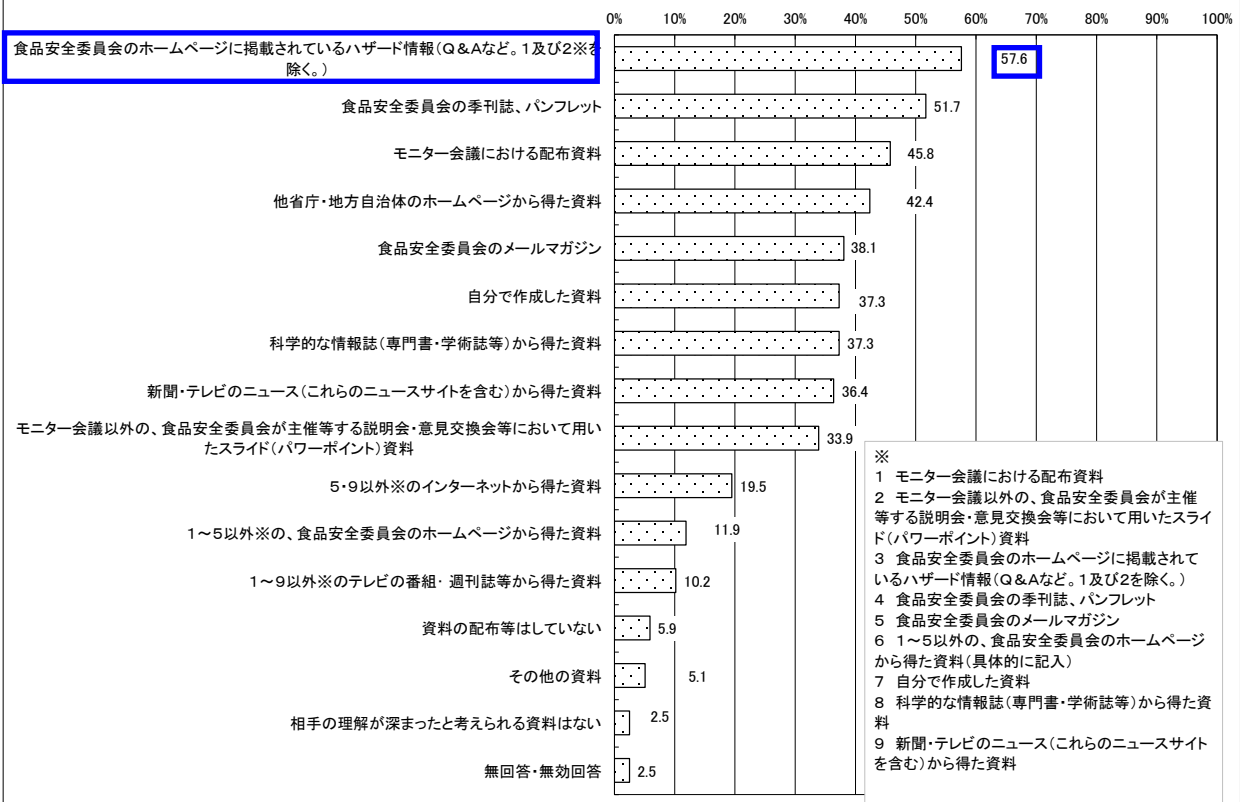 0% 10% 20% 30% 40% 50% 60% 70% 80% 90% 100%
食品安全委員会のホームページに掲載されているハザード情報(Q&Aなど。1及び2※を
除く。)
57.6
食品安全委員会の季刊誌、パンフレット
51.7
モニター会議における配布資料
45.8
他省庁・地方自治体のホームページから得た資料
42.4
食品安全委員会のメールマガジン
38.1
自分で作成した資料
37.3
科学的な情報誌(専門書・学術誌等)から得た資料
37.3
新聞・テレビのニュース(これらのニュースサイトを含む)から得た資料
36.4
モニター会議以外の、食品安全委員会が主催等する説明会・意見交換会等において用い
たスライド(パワーポイント)資料
33.9
5・9以外※のインターネットから得た資料
19.5
1~5以外※の、食品安全委員会のホームページから得た資料
11.9
1~9以外※のテレビの番組・週刊誌等から得た資料
10.2
資料の配布等はしていない
5.9
その他の資料
5.1
相手の理解が深まったと考えられる資料はない
2.5
無回答・無効回答
2.5
※
1 モニター会議における配布資料
2 モニター会議以外の、食品安全委員会が主催
等する説明会・意見交換会等において用いたスライ
ド(パワーポイント)資料
3 食品安全委員会のホームページに掲載されて
いるハザード情報(Q&Aなど。1及び2を除く。)
4 食品安全委員会の季刊誌、パンフレット
5 食品安全委員会のメールマガジン
6 1~5以外の、食品安全委員会のホームページ
から得た資料(具体的に記入)
7 自分で作成した資料
8 科学的な情報誌(専門書・学術誌等)から得た資
料
9 新聞・テレビのニュース(これらのニュースサイト
を含む)から得た資料